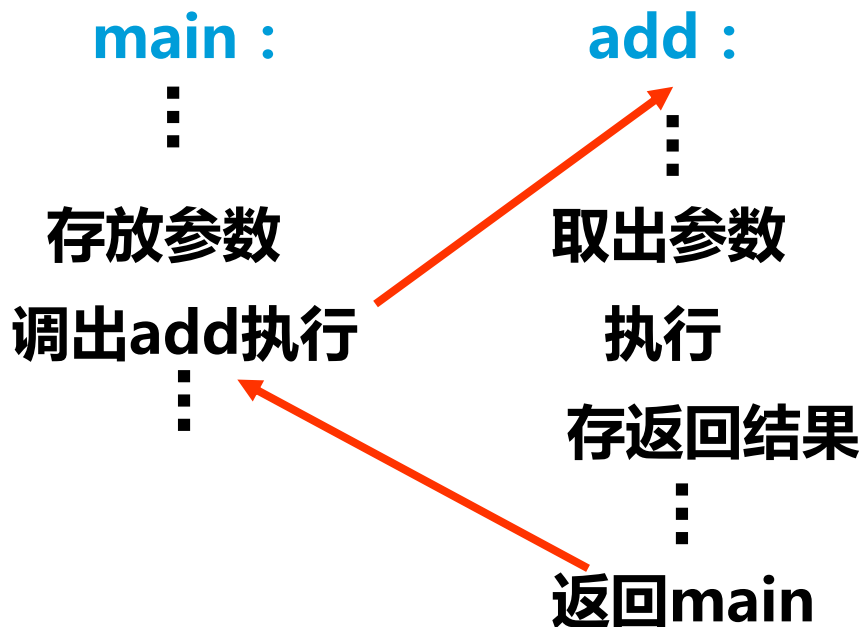 main：
⋮
存放参数
调出add执行
⋮
add：
⋮
取出参数
执行
存返回结果
⋮
返回main